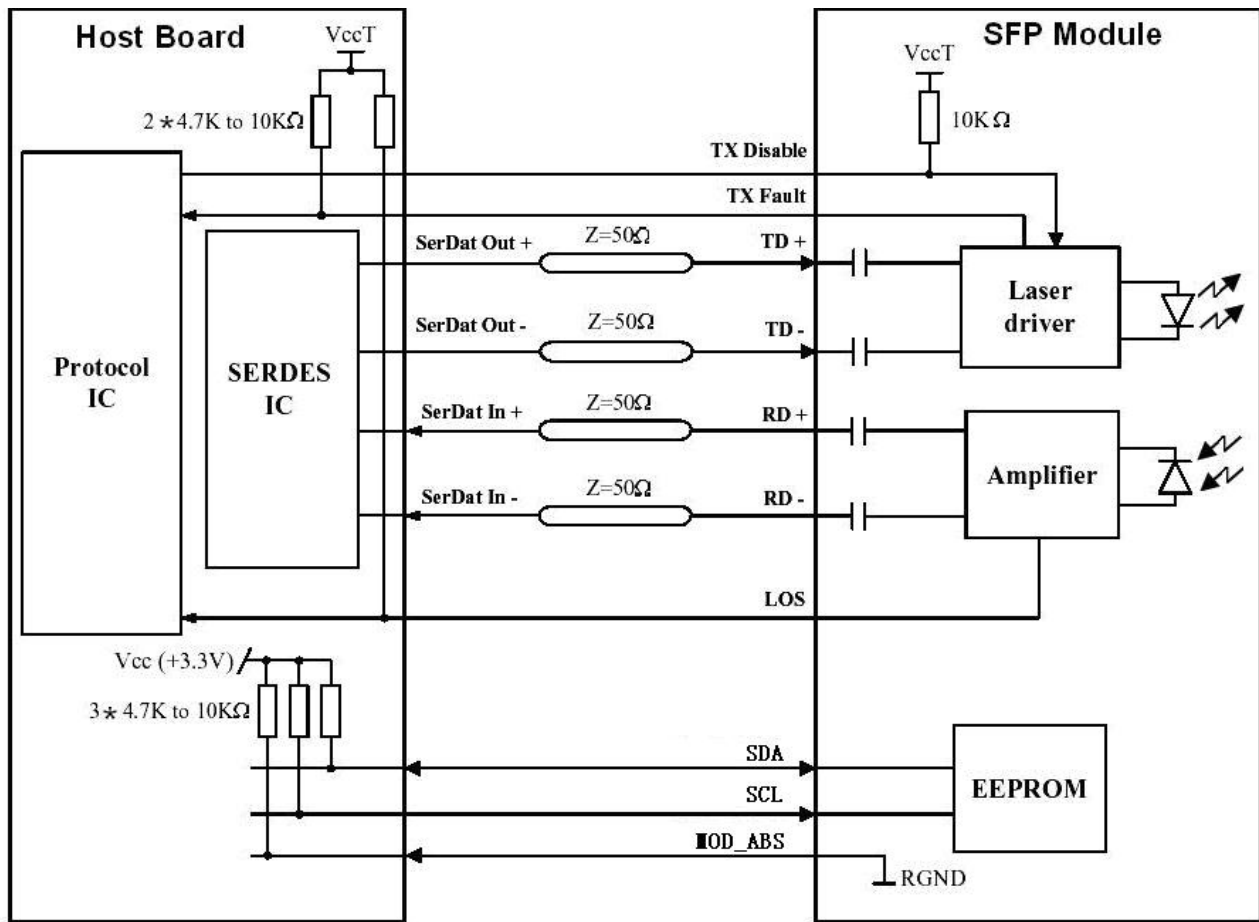 Host Board
VccT
SFP Module
VccT
2*4.7K to 10KΩ
10KΩ
TX Disable
TX Fault
SerDat Out +
Z=50Ω
TD +
Laser
driver
SerDat Out -
Z=50Ω
TD -
Protocol
IC
SERDES
IC
SerDat In +
Z=50Ω
RD +
Amplifier
SerDat In -
Z=50Ω
RD -
LOS
Vcc (+3.3V)
3*4.7K to 10KΩ
SDA
EEPROM
SCL
MOD_ABS
RGND